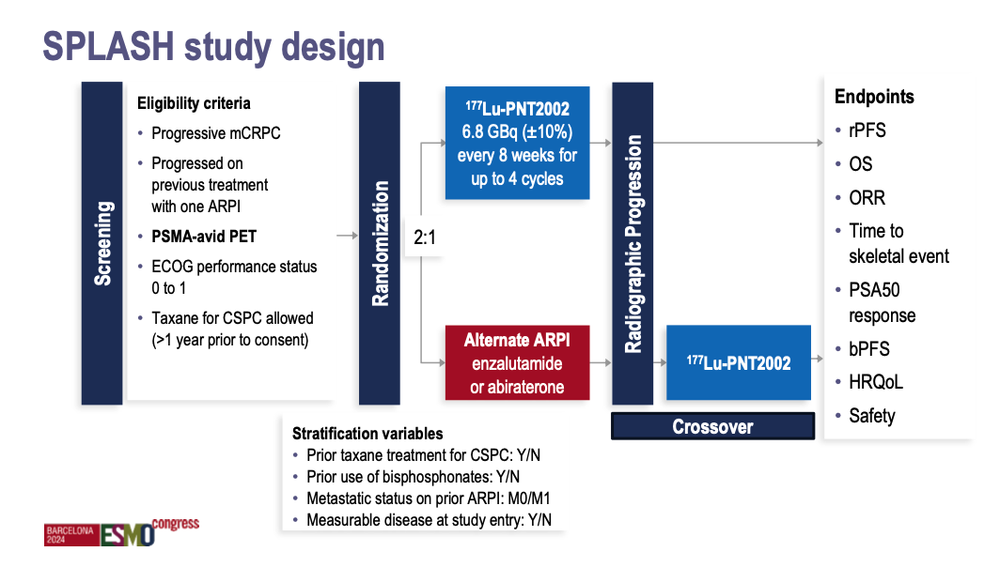 SPLASH study design
Screening
Eligibility criteria
• Progressive mCRPC
• Progressed on
previous treatment
with one ARPI
• PSMA-avid PET
• ECOG performance status
0 to 1
• Taxane for CSPC allowed
(>1 year prior to consent)
Randomization
2:1
¹⁷⁷Lu-PNT2002
6.8 GBq (±10%)
every 8 weeks for
up to 4 cycles
Alternate ARPI
enzalutamide
or abiraterone
Radiographic Progression
¹⁷⁷Lu-PNT2002
Crossover
Endpoints
• rPFS
• OS
• ORR
• Time to
skeletal event
• PSA50
response
• bPFS
• HRQoL
• Safety
Stratification variables
• Prior taxane treatment for CSPC: Y/N
• Prior use of bisphosphonates: Y/N
• Metastatic status on prior ARPI: M0/M1
• Measurable disease at study entry: Y/N
BARCELONA
2024
ESMO congress